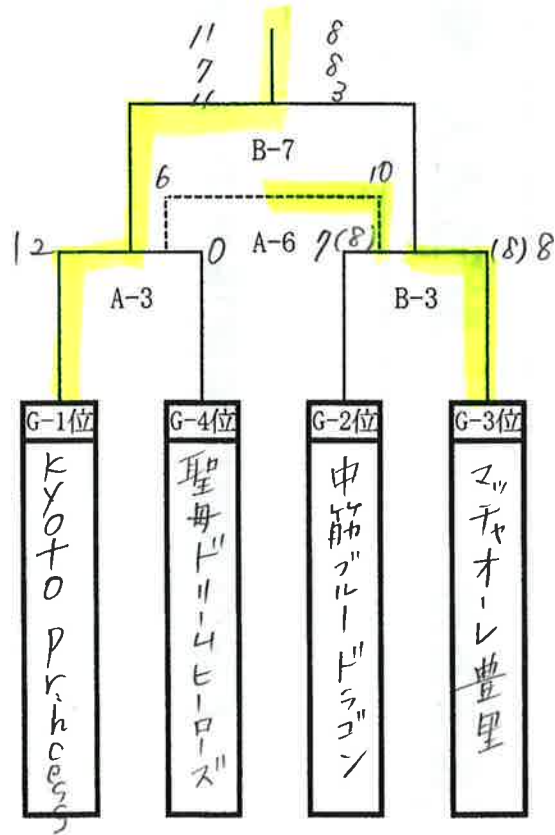 11 8
7 8
4 3
B-7
6 10
A-6
12 0 7(8) (8)8
A-3 B-3
G-1位 G-4位 G-2位 G-3位
Kyoto Princess
聖母ドリームヒーローズ
中筋ブルードラゴン
マッチャオーレ豊里